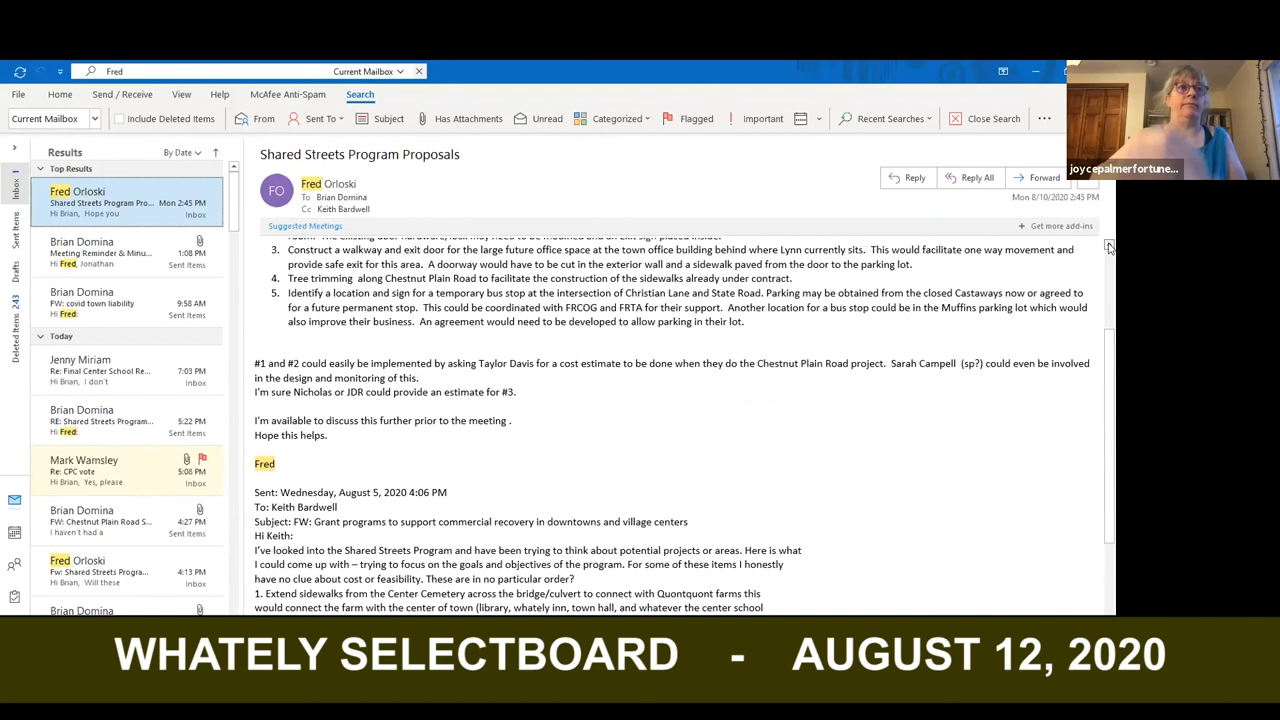 Fred
Current Mailbox
File
Home
Send / Receive
View
Help
McAfee Anti-Spam
Search
Current Mailbox
Include Deleted Items
From
Sent To
Subject
Has Attachments
Unread
Categorized
Flagged
Important
Recent Searches
Close Search
joycepalmerfortune...
Inbox 1
Sent Items
Drafts
Deleted Items 243
Results
By Date
Top Results
Fred Orloski
Shared Streets Program Pro... Mon 2:45 PM
Hi Brian, Hope you Inbox
Brian Domina
Meeting Reminder & Minu... 1:08 PM
Hi Fred, Jonathan Sent Items
Brian Domina
FW: covid town liability 9:58 AM
Hi Fred: Sent Items
Today
Jenny Miriam
Re: Final Center School Re... 7:03 PM
Hi Brian, I don't Inbox
Brian Domina
RE: Shared Streets Program... 5:22 PM
Hi Fred: Sent Items
Mark Wamsley
Re: CPC vote 5:08 PM
Hi Brian, Yes, please Inbox
Brian Domina
FW: Chestnut Plain Road S... 4:27 PM
I haven't had a Sent Items
Fred Orloski
Fw: Shared Streets Progra... 4:13 PM
Hi Brian, Will these Inbox
Brian Domina
Shared Streets Program Proposals
FO
Fred Orloski
To Brian Domina
Cc Keith Bardwell
Reply
Reply All
Forward
Mon 8/10/2020 2:45 PM
Suggested Meetings
+ Get more add-ins
3. Construct a walkway and exit door for the large future office space at the town office building behind where Lynn currently sits. This would facilitate one way movement and
provide safe exit for this area. A doorway would have to be cut in the exterior wall and a sidewalk paved from the door to the parking lot.
4. Tree trimming along Chestnut Plain Road to facilitate the construction of the sidewalks already under contract.
5. Identify a location and sign for a temporary bus stop at the intersection of Christian Lane and State Road. Parking may be obtained from the closed Castaways now or agreed to
for a future permanent stop. This could be coordinated with FRCOG and FRTA for their support. Another location for a bus stop could be in the Muffins parking lot which would
also improve their business. An agreement would need to be developed to allow parking in their lot.
#1 and #2 could easily be implemented by asking Taylor Davis for a cost estimate to be done when they do the Chestnut Plain Road project. Sarah Campell (sp?) could even be involved
in the design and monitoring of this.
I'm sure Nicholas or JDR could provide an estimate for #3.
I'm available to discuss this further prior to the meeting .
Hope this helps.
Fred
Sent: Wednesday, August 5, 2020 4:06 PM
To: Keith Bardwell
Subject: FW: Grant programs to support commercial recovery in downtowns and village centers
Hi Keith:
I've looked into the Shared Streets Program and have been trying to think about potential projects or areas. Here is what
I could come up with – trying to focus on the goals and objectives of the program. For some of these items I honestly
have no clue about cost or feasibility. These are in no particular order?
1. Extend sidewalks from the Center Cemetery across the bridge/culvert to connect with Quontquont farms this
would connect the farm with the center of town (library, whately inn, town hall, and whatever the center school
WHATELY SELECTBOARD - AUGUST 12, 2020